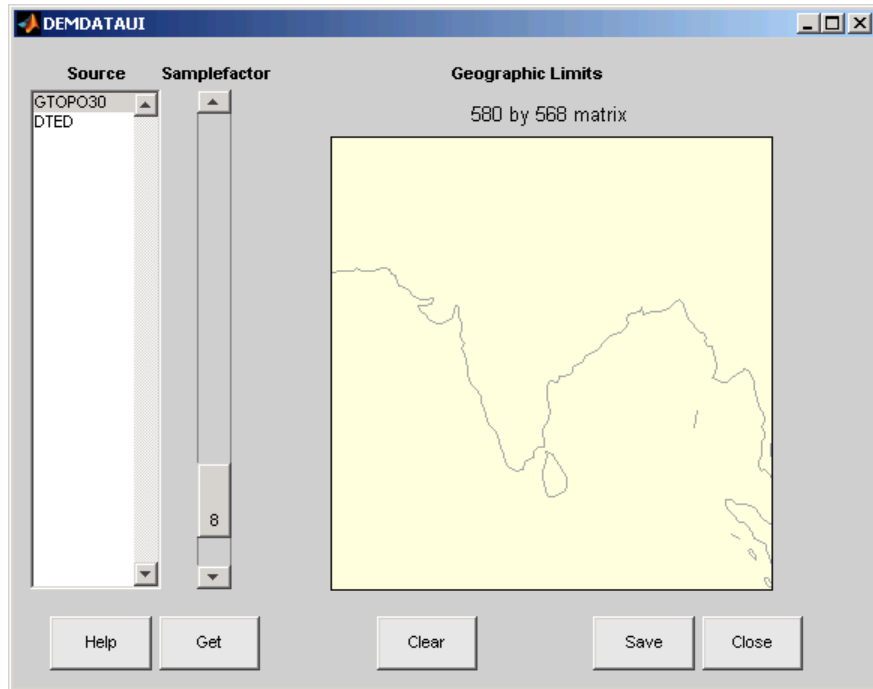 DEMDATAUI
Source
Samplefactor
Geographic Limits
GTOPO30
DTED
580 by 568 matrix
8
Help
Get
Clear
Save
Close